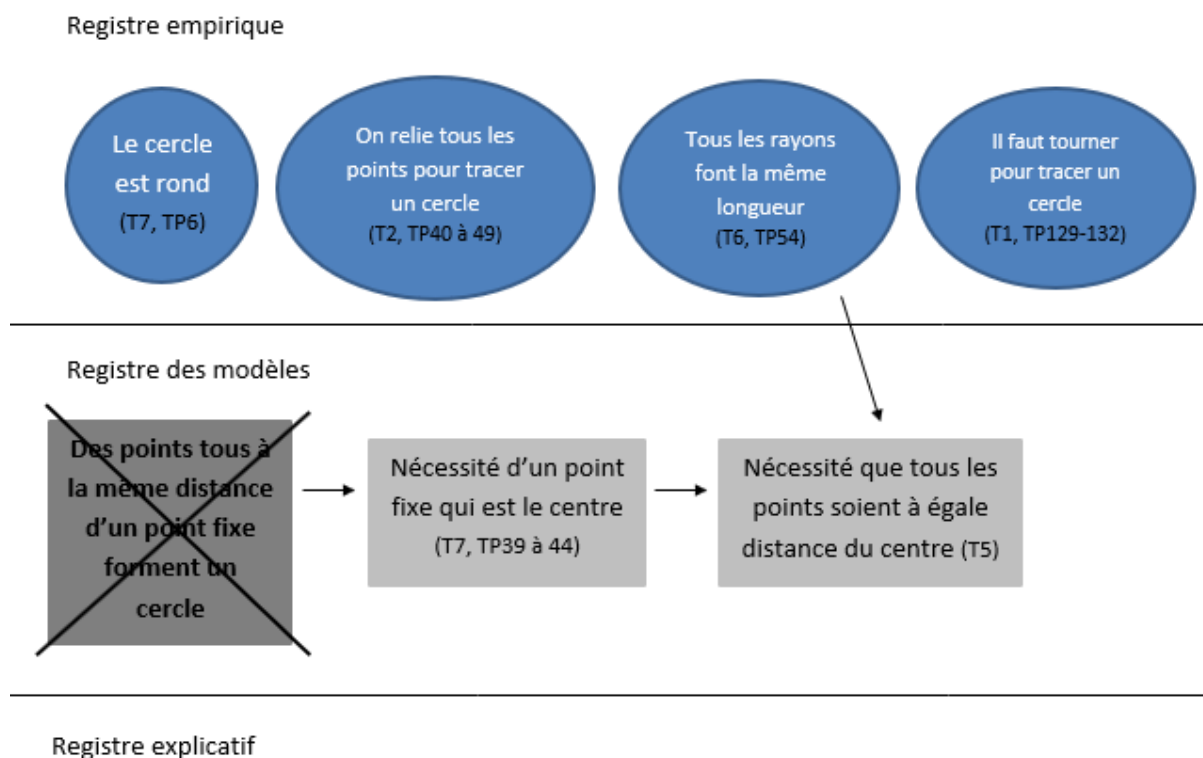 Registre empirique
Le cercle
est rond
(T7, TP6)
On relie tous les
points pour tracer
un cercle
(T2, TP40 à 49)
Tous les rayons
font la même
longueur
(T6, TP54)
Il faut tourner
pour tracer un
cercle
(T1, TP129-132)
Registre des modèles
Des points tous à
la même distance
d'un point fixe
forment un
cercle
Nécessité d'un point
fixe qui est le centre
(T7, TP39 à 44)
Nécessité que tous les
points soient à égale
distance du centre (T5)
Registre explicatif